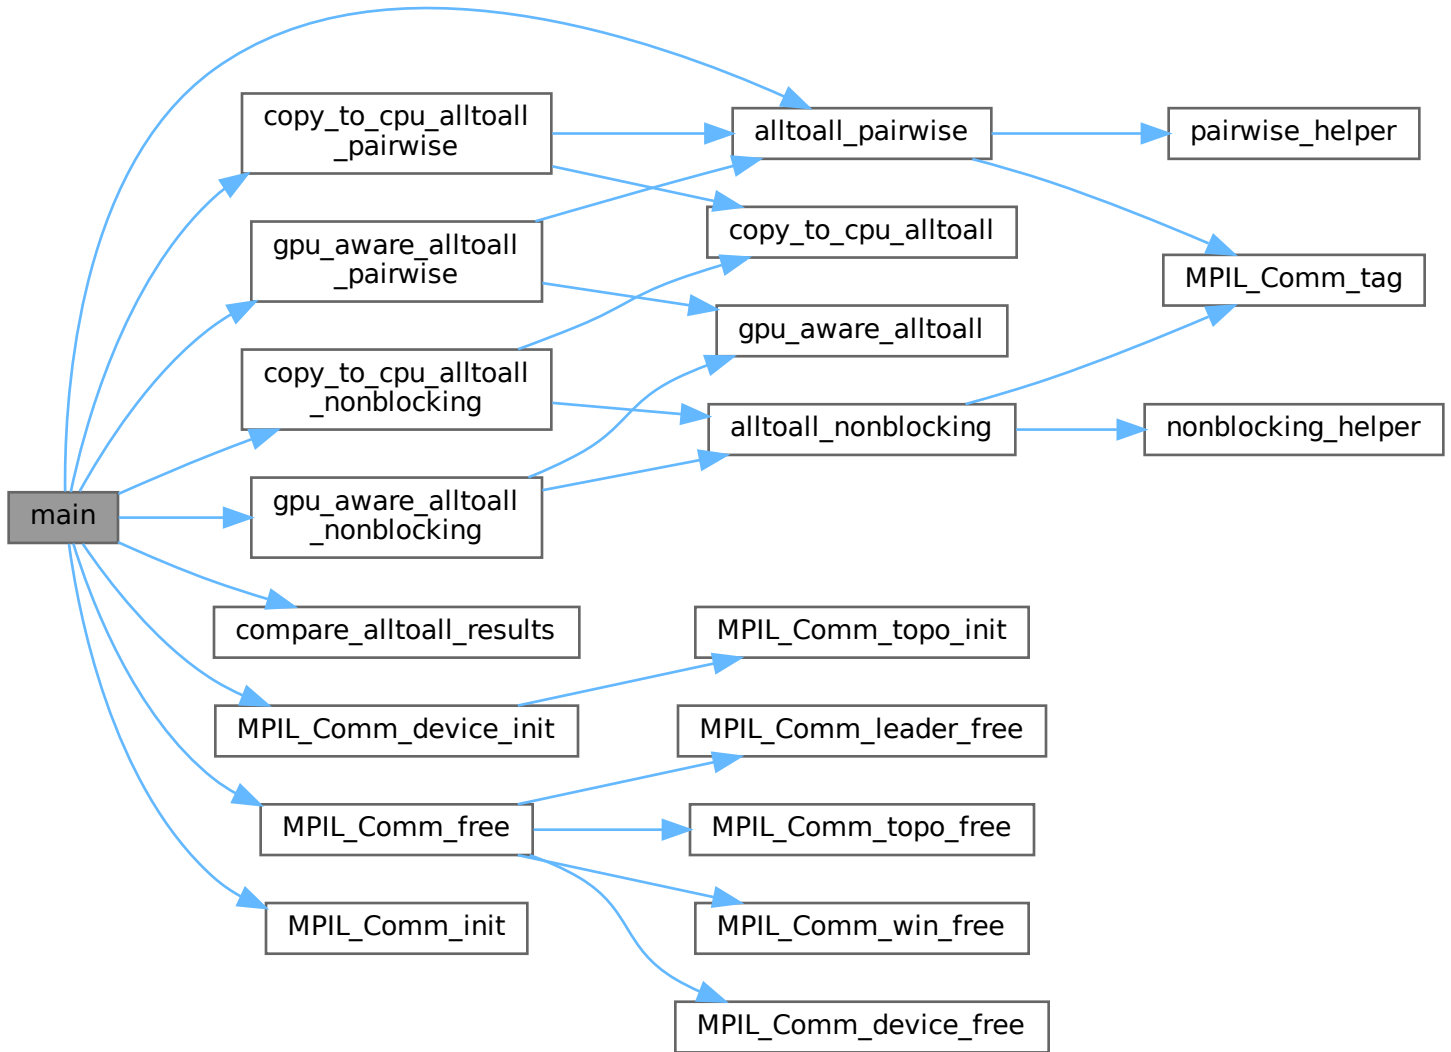 main
copy_to_cpu_alltoall
_pairwise
gpu_aware_alltoall
_pairwise
copy_to_cpu_alltoall
_nonblocking
gpu_aware_alltoall
_nonblocking
compare_alltoall_results
MPIL_Comm_device_init
MPIL_Comm_free
MPIL_Comm_init
alltoall_pairwise
copy_to_cpu_alltoall
gpu_aware_alltoall
alltoall_nonblocking
MPIL_Comm_topo_init
MPIL_Comm_leader_free
MPIL_Comm_topo_free
MPIL_Comm_win_free
MPIL_Comm_device_free
pairwise_helper
MPIL_Comm_tag
nonblocking_helper